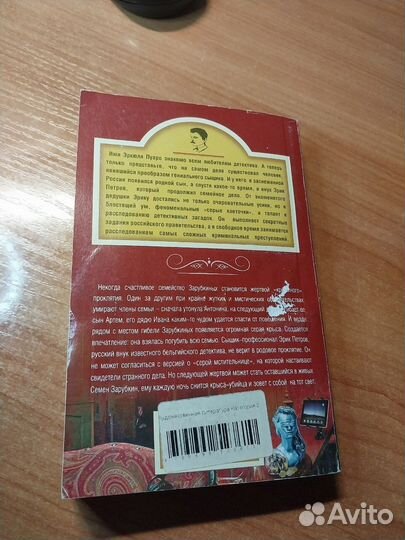 Имя Эркюля Пуаро знакомо всем любителям детектива. А теперь
только представьте, что на самом деле существовал человек,
явившийся прообразом гениального сыщика. И у него в заснеженной
России появился родной сын, а спустя какое-то время, и внук Эрик
Петров, который продолжил семейное дело. От знаменитого
дедушки Эрику достались не только очаровательные усики, но и
блестящий ум, феноменальные «серые клеточки», и талант к
расследованию детективных загадок. Он выполняет секретные
задания российского правительства, а в свободное время занимается
расследованием самых сложных криминальных преступлений
Некогда счастливое семейство Зарубкиных становится жертвой
проклятия. Один за другим при крайне жутких и мистических обстоятельствах
умирают члены семьи – сначала утонула Антонина, на следующий
сын Артем, его дядю Ивана каким-то чудом удается спасти
рядом с местом гибели Зарубкиных появляется огромная серая крыса. Создается
впечатление: она взялась погубить всю семью. Сыщик-профессионал Эрик Петров,
русский внук известного бельгийского детектива, не верит в родовое проклятие. Он
не может согласиться с версией о «серой мстительнице», на которой настаивают
свидетели странного дела. Но следующей жертвой может стать оставшийся в живых
Семен Зарубкин, ему каждую ночь снится крыса-убийца и зовет с собой на тот свет.
Художественная литература Категория 2
Avito